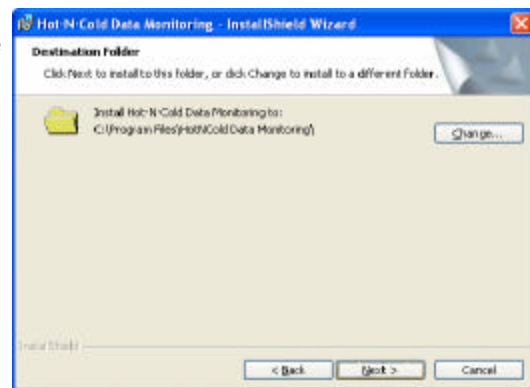 Hot-N-Cold Data Monitoring - InstallShield Wizard
Destination Folder
Click Next to install to this folder, or click Change to install to a different folder.
Install Hot-N-Cold Data Monitoring to:
C:\Program Files\HotNCold Data Monitoring\
Change...
InstallShield
< Back
Next >
Cancel